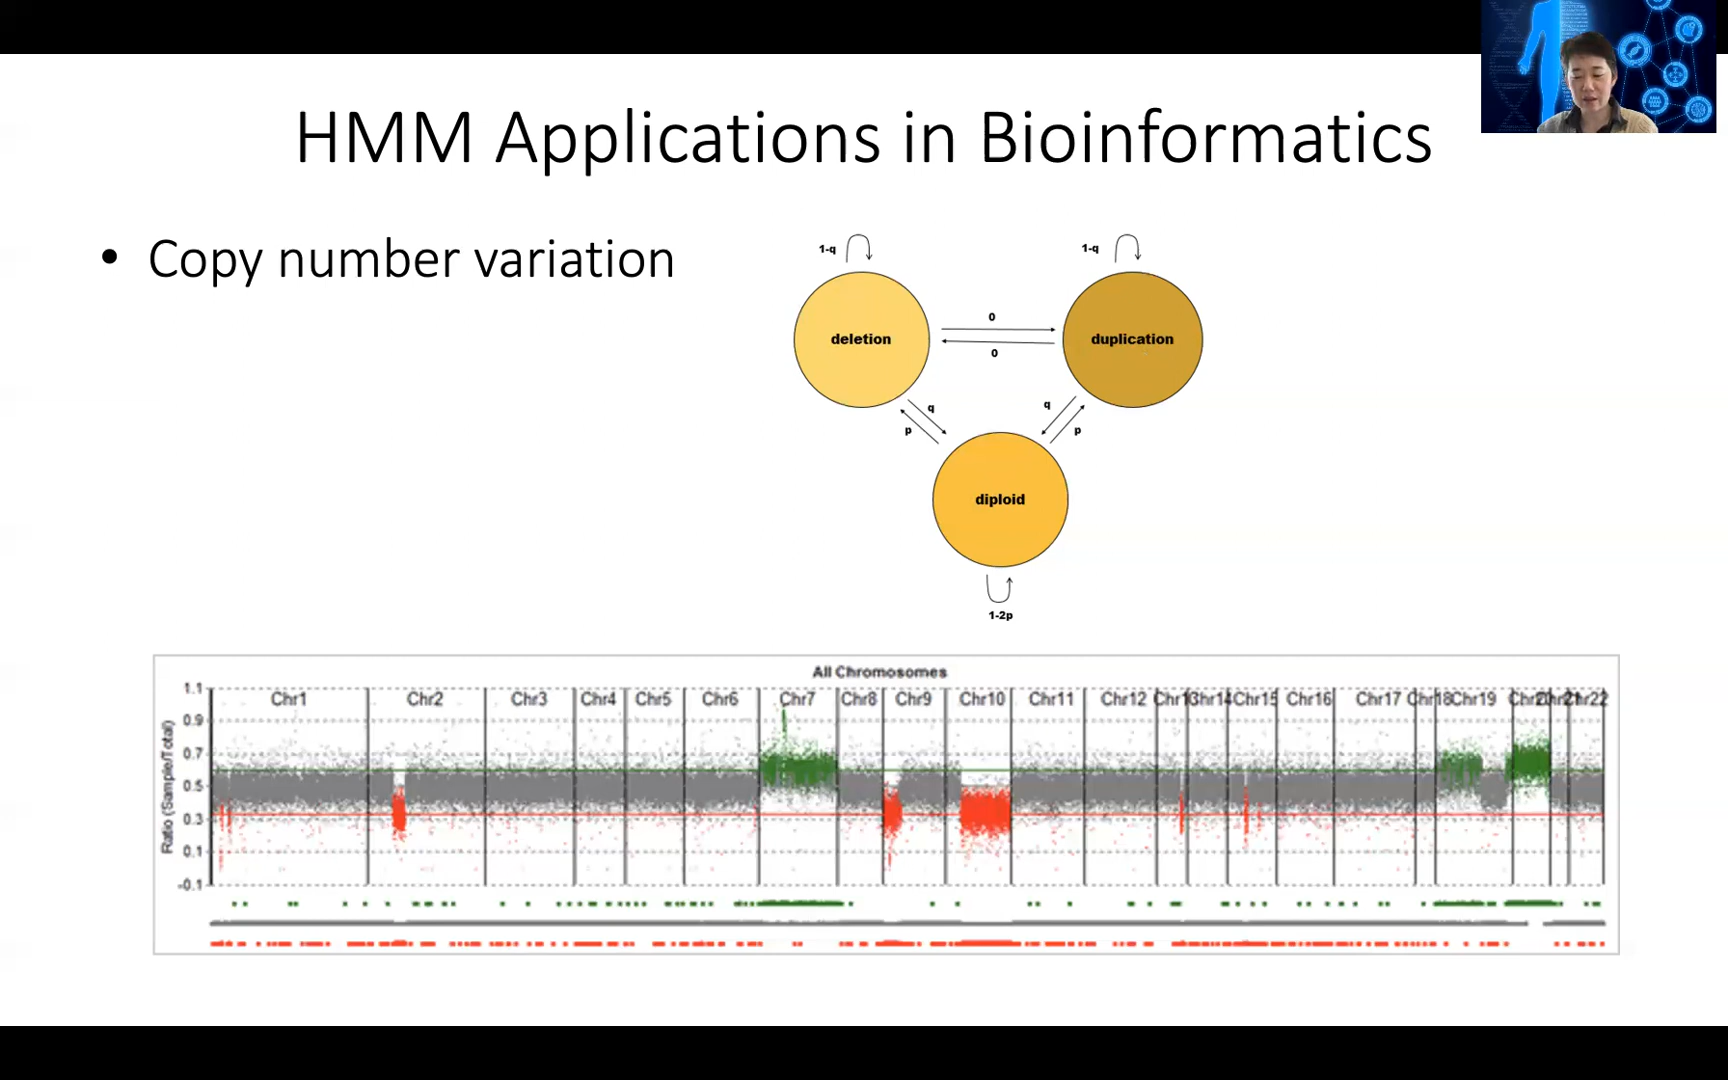 HMM Applications in Bioinformatics
• Copy number variation
1-q
1-q
deletion
0
0
duplication
q
p
q
p
diploid
1-2p
All Chromosomes
Ratio (Sample/Total)
1.1
0.9
0.7
0.5
0.3
0.1
-0.1
Chr1 Chr2 Chr3 Chr4 Chr5 Chr6 Chr7 Chr8 Chr9 Chr10 Chr11 Chr12 Chr13 Chr14 Chr15 Chr16 Chr17 Chr18 Chr19 Chr20 Chr21 Chr22